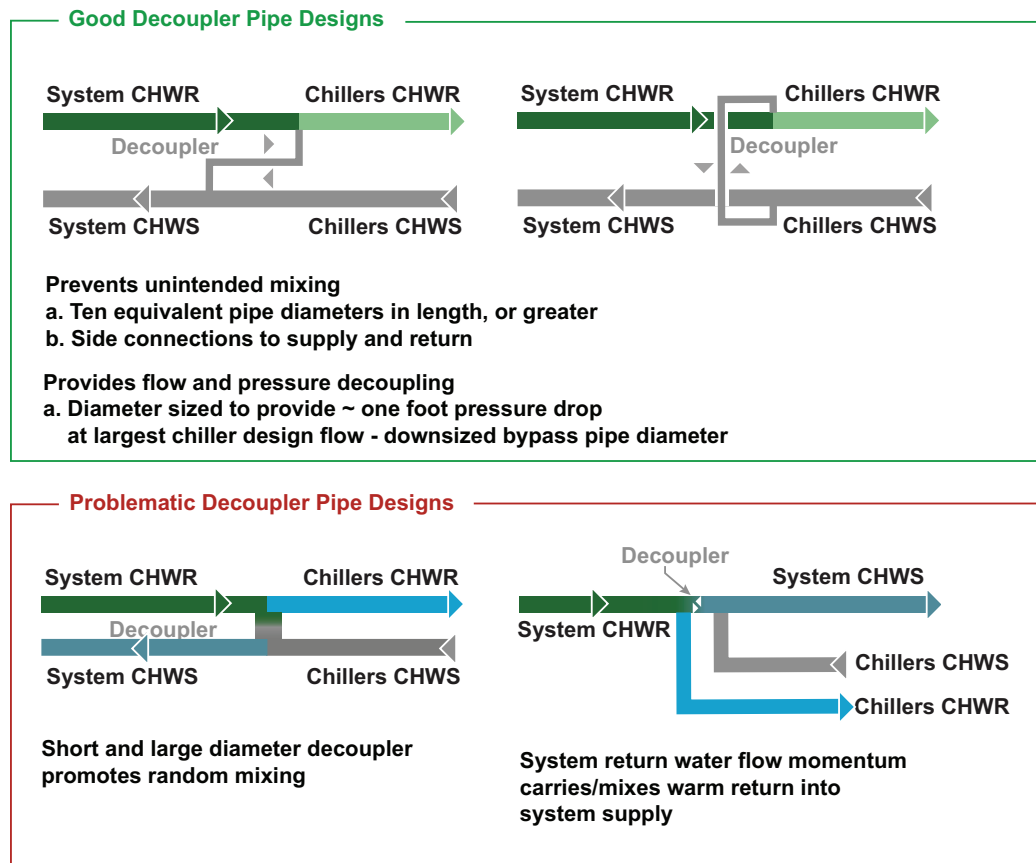 Good Decoupler Pipe Designs
System CHWR
Chillers CHWR
Decoupler
System CHWS
Chillers CHWS
System CHWR
Chillers CHWR
Decoupler
System CHWS
Chillers CHWS
Prevents unintended mixing
a. Ten equivalent pipe diameters in length, or greater
b. Side connections to supply and return
Provides flow and pressure decoupling
a. Diameter sized to provide ~ one foot pressure drop
at largest chiller design flow - downsized bypass pipe diameter
Problematic Decoupler Pipe Designs
System CHWR
Chillers CHWR
Decoupler
System CHWS
Chillers CHWS
Short and large diameter decoupler
promotes random mixing
Decoupler
System CHWS
System CHWR
Chillers CHWS
Chillers CHWR
System return water flow momentum
carries/mixes warm return into
system supply